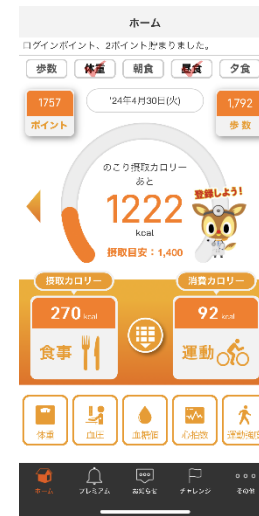 ホーム
ログインポイント、2ポイント貯まりました。
歩数 体重 朝食 昼食 夕食
1757
ポイント
'24年4月30日(火)
1,792
歩数
のこり摂取カロリー
あと
1222
kcal
摂取目安：1,400
登録しよう!
摂取カロリー
消費カロリー
270 kcal
食事
92 kcal
運動
体重 血圧 血糖値 心拍数 運動強度
ホーム プレミアム お知らせ チャレンジ その他